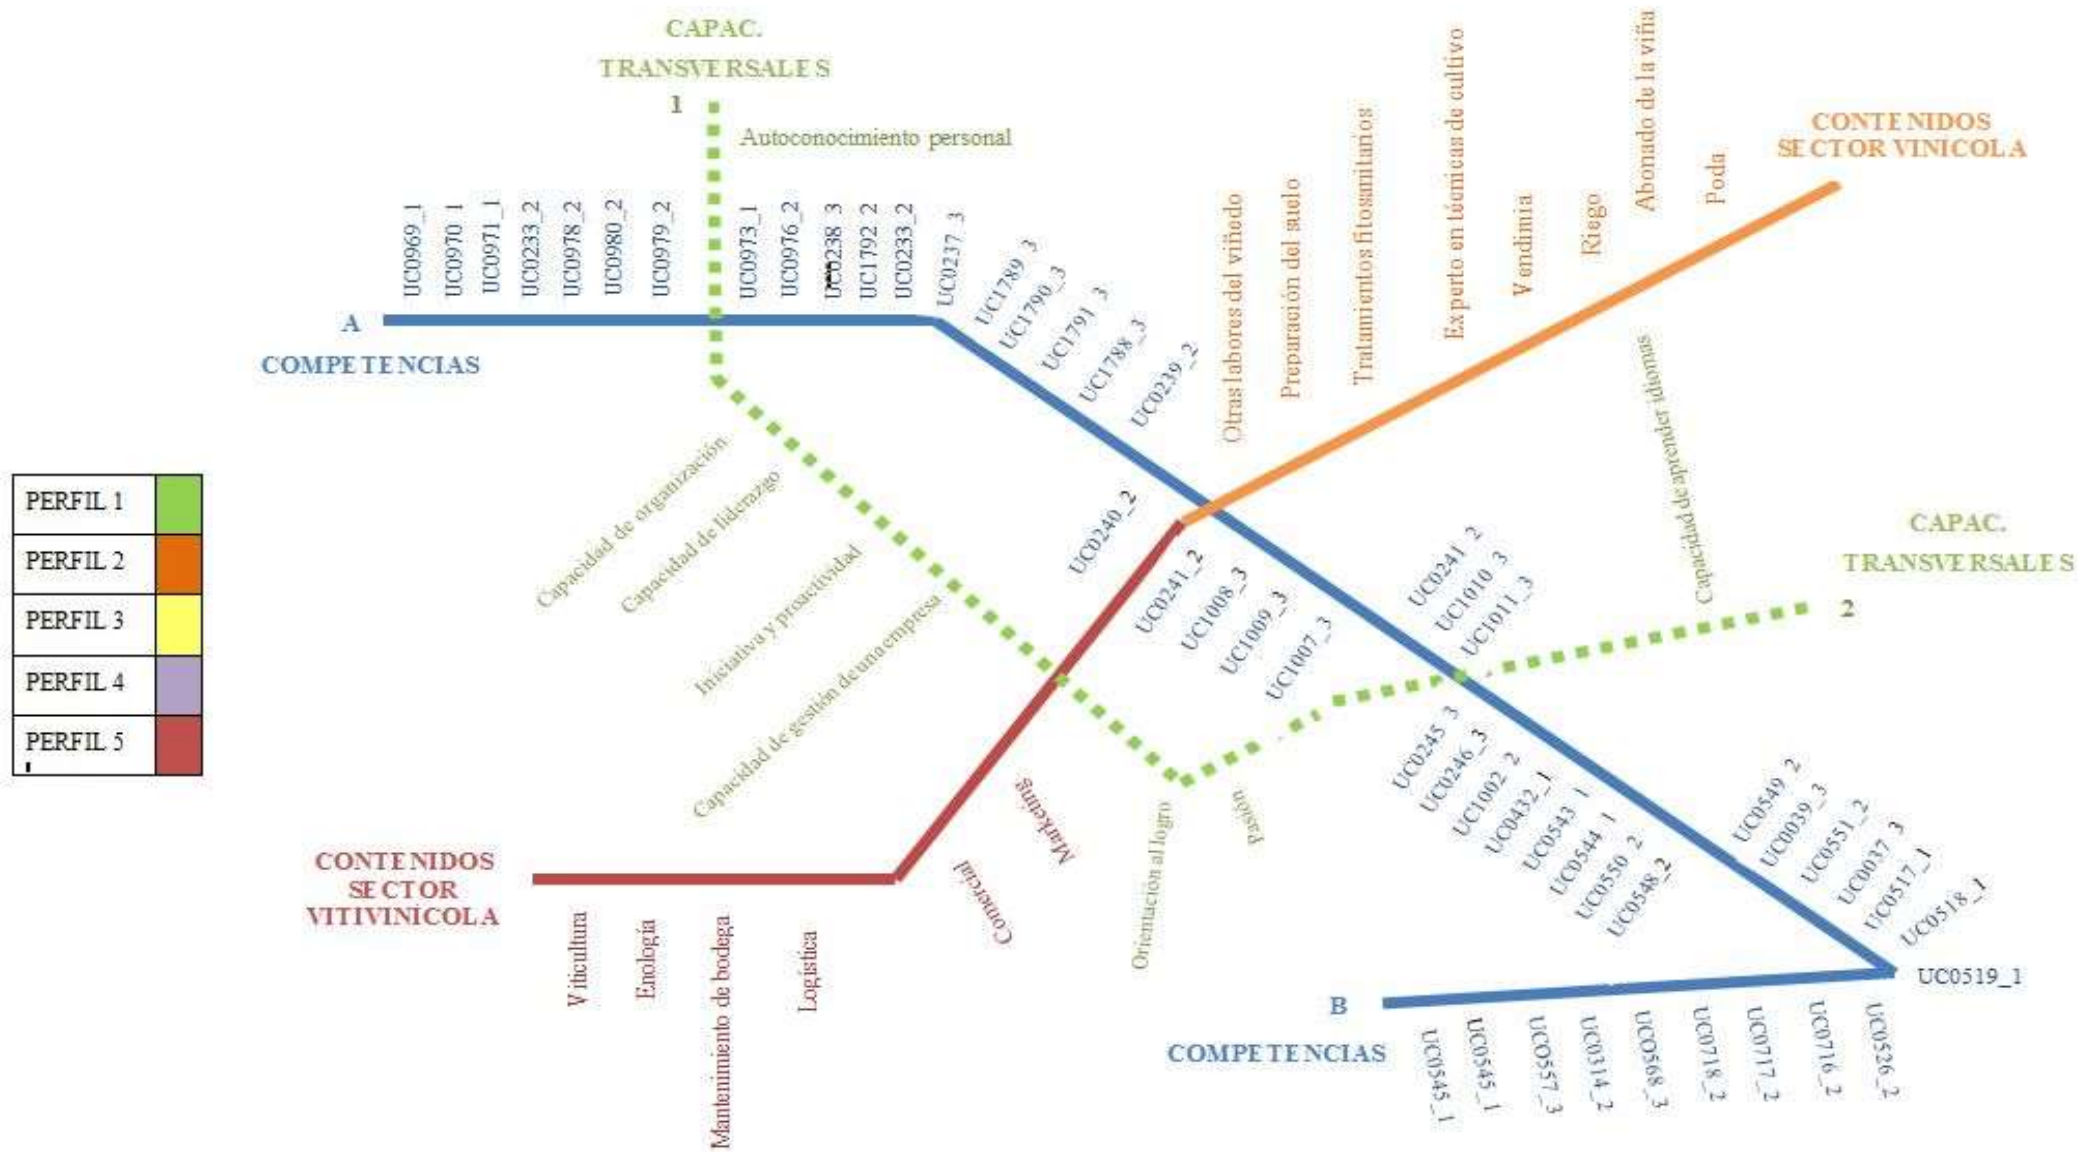 CAPAC.
TRANSVERSALES
1
Autoconocimiento personal
UC0969_1
UC0970_1
UC0971_1
UC0233_2
UC0978_2
UC0980_2
UC0979_2
UC0973_1
UC0976_2
UC0238_3
UC1792_2
UC0233_2
UC0237_3
UC1789_3
UC1790_3
UC1791_3
UC1788_3
UC0239_2
A
COMPETENCIAS
Otras labores del viñedo
Preparación del suelo
Tratamientos fitosanitarios
Experto en técnicas de cultivo
Vendimia
Riego
Abonado de la viña
Poda
CONTENIDOS
SECTOR VINICOLA
Capacidad de organización
Capacidad de liderazgo
Iniciativa y proactividad
Capacidad de gestión de una empresa
UC0240_2
UC0241_2
UC1008_3
UC1009_3
UC1007_3
UC0241_2
UC1010_3
UC1011_3
Capacidad de aprender idiomas
CAPAC.
TRANSVERSALES
2
PERFIL 1
PERFIL 2
PERFIL 3
PERFIL 4
PERFIL 5
CONTENIDOS
SECTOR
VITIVINÍCOLA
Viticultura
Enología
Mantenimiento de bodega
Logística
Comercial
Marketing
Orientación al logro
Pasión
UC0245_3
UC0246_3
UC1002_2
UC0432_1
UC0543_1
UC0544_1
UC0550_2
UC0548_2
UC0549_2
UC0039_3
UC0551_2
UC0037_3
UC0517_1
UC0518_1
UC0519_1
B
COMPETENCIAS
UC0545_1
UC0545_1
UCO557_3
UC0314_2
UCO568_3
UC0718_2
UC0717_2
UC0716_2
UC0526_2